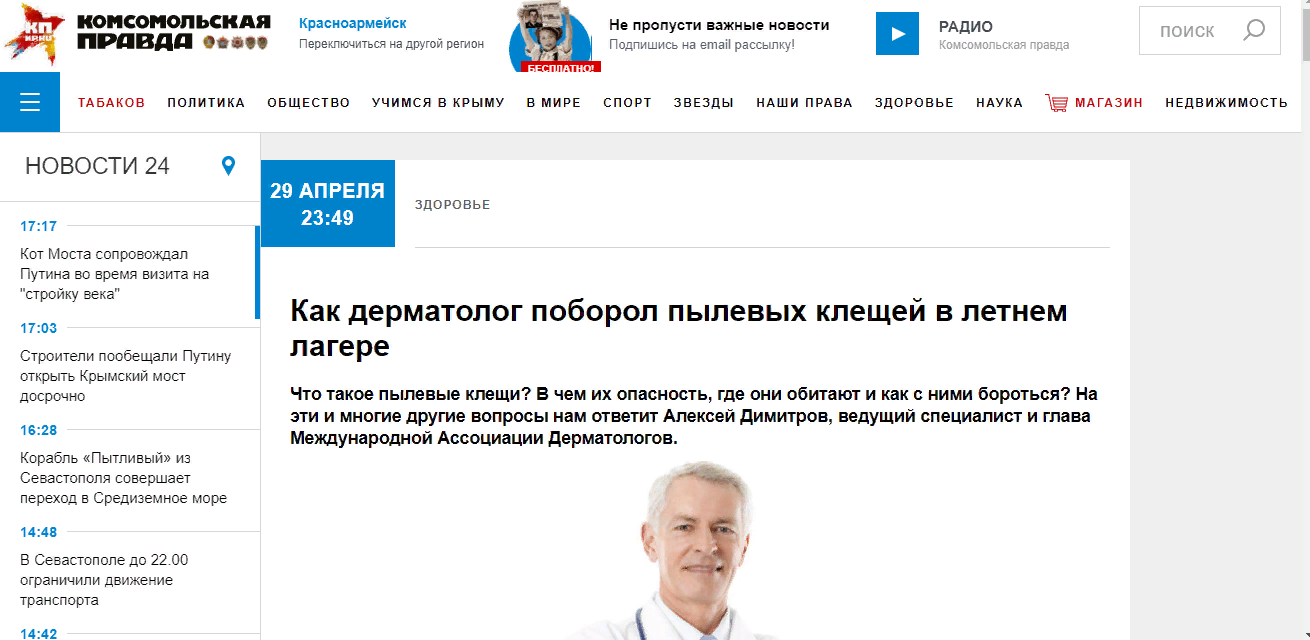 КП
KP.RU
КОМСОМОЛЬСКАЯ
ПРАВДА
Красноармейск
Переключиться на другой регион
БЕСПЛАТНО!
Не пропусти важные новости
Подпишись на email рассылку!
РАДИО
Комсомольская правда
ПОИСК
ТАБАКОВ
ПОЛИТИКА
ОБЩЕСТВО
УЧИМСЯ В КРЫМУ
В МИРЕ
СПОРТ
ЗВЕЗДЫ
НАШИ ПРАВА
ЗДОРОВЬЕ
НАУКА
МАГАЗИН
НЕДВИЖИМОСТЬ
НОВОСТИ 24
17:17
Кот Моста сопровождал
Путина во время визита на
"стройку века"
17:03
Строители пообещали Путину
открыть Крымский мост
досрочно
16:28
Корабль «Пытливый» из
Севастополя совершает
переход в Средиземное море
14:48
В Севастополе до 22.00
ограничили движение
транспорта
14:42
29 АПРЕЛЯ
23:49
ЗДОРОВЬЕ
Как дерматолог поборол пылевых клещей в летнем
лагере
Что такое пылевые клещи? В чем их опасность, где они обитают и как с ними бороться? На
эти и многие другие вопросы нам ответит Алексей Димитров, ведущий специалист и глава
Международной Ассоциации Дерматологов.